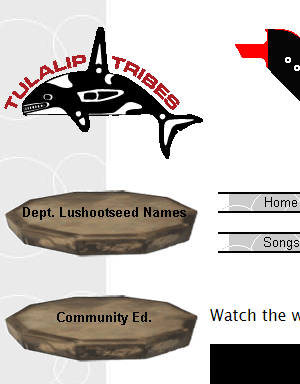 TULALIP TRIBES
Dept. Lushootseed Names
Home
Songs
Community Ed.
Watch the w